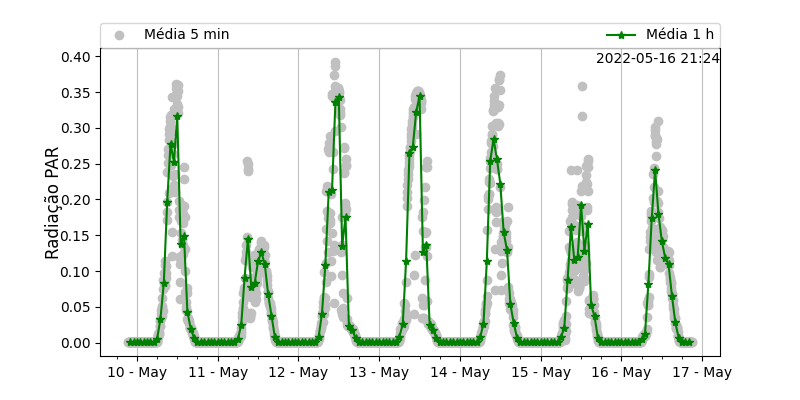 Média 5 min
Média 1 h
2022-05-16 21:24
Radiação PAR
0.40
0.35
0.30
0.25
0.20
0.15
0.10
0.05
0.00
10 - May
11 - May
12 - May
13 - May
14 - May
15 - May
16 - May
17 - May